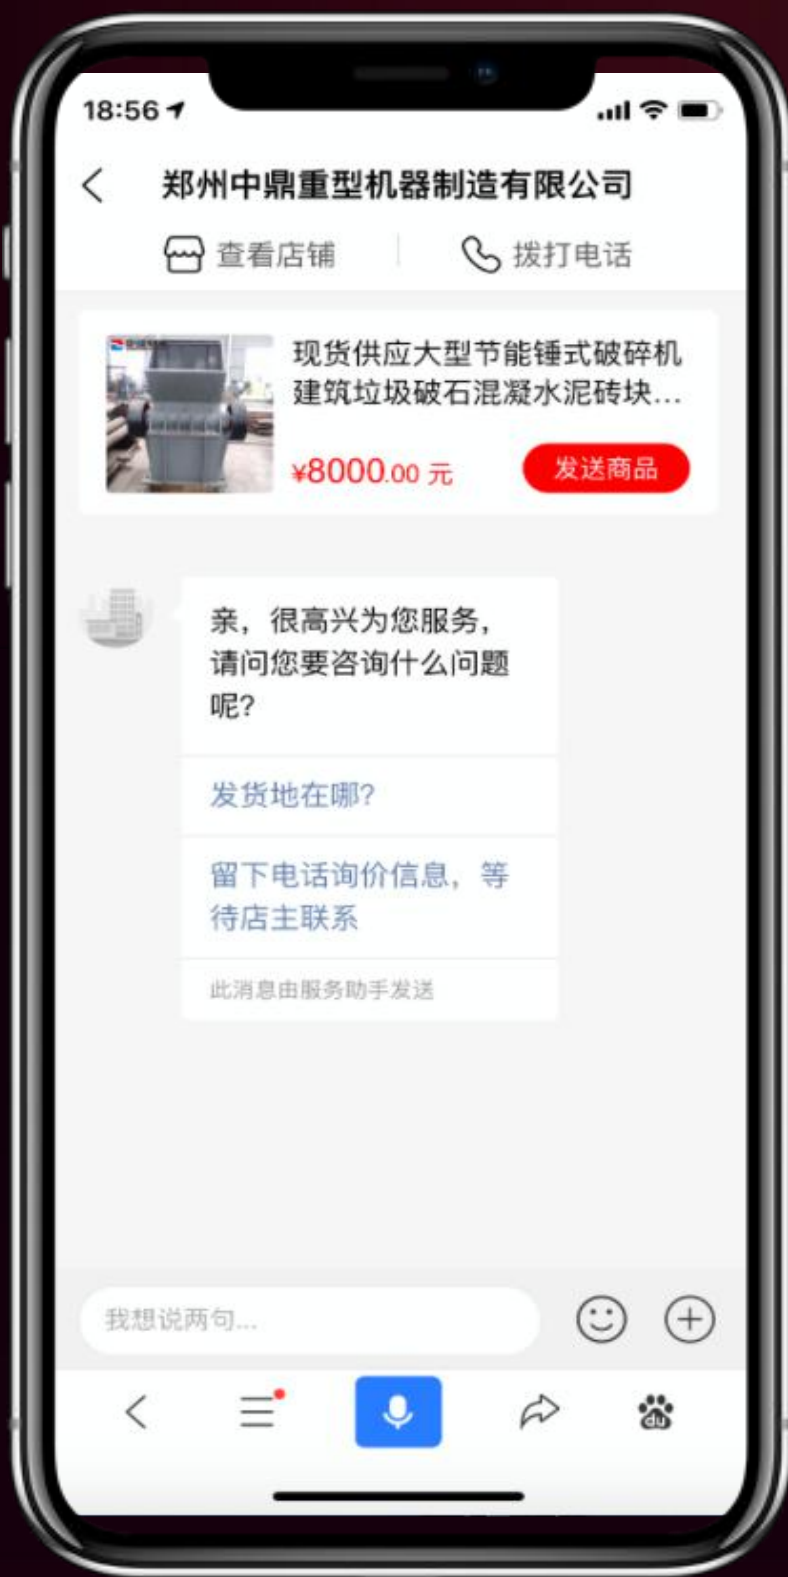 18:56
郑州中鼎重型机器制造有限公司
查看店铺
拨打电话
现货供应大型节能锤式破碎机
建筑垃圾破石混凝水泥砖块...
¥8000.00 元
发送商品
亲，很高兴为您服务，
请问您要咨询什么问题
呢?
发货地在哪?
留下电话询价信息，等
待店主联系
此消息由服务助手发送
我想说两句...
du